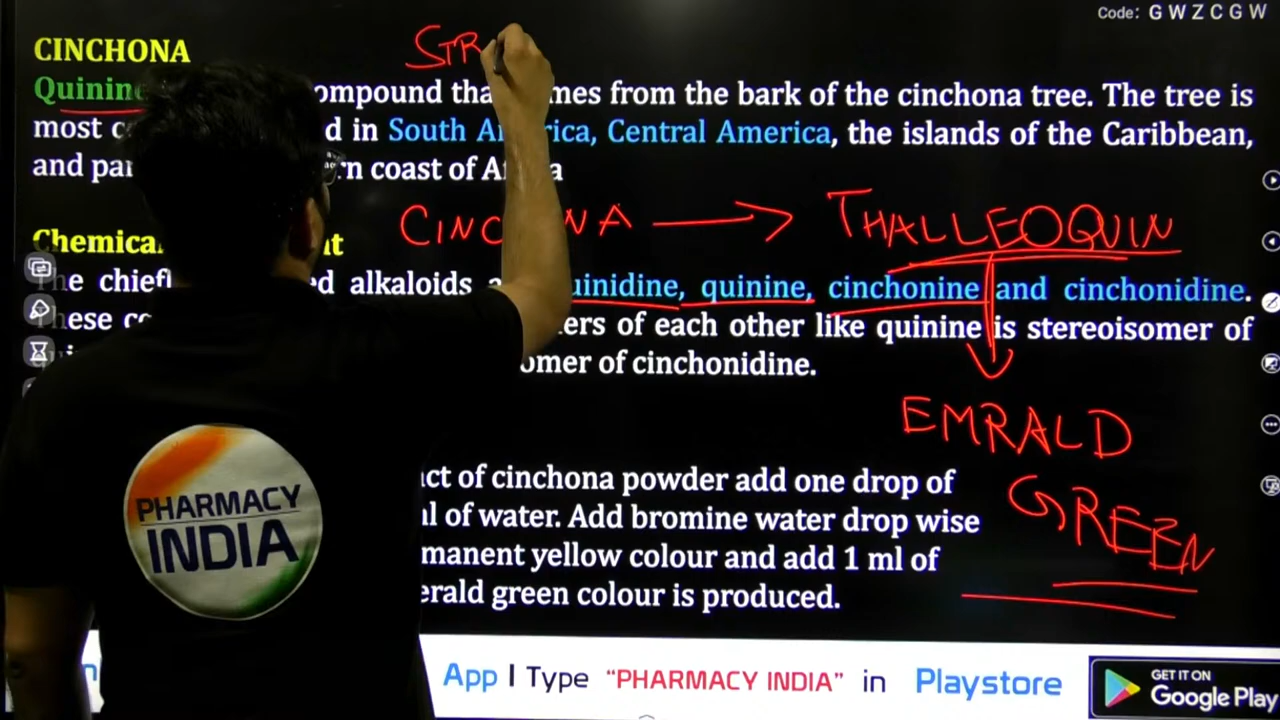 Code: G W Z C G W
CINCHONA
STR
Quinin ompound tha mes from the bark of the cinchona tree. The tree is
most c d in South A rica, Central America, the islands of the Caribbean,
and par rn coast of A a
CINC NA → THALLEOQUIN
Chemica t
he chief d alkaloids uinidine, quinine, cinchonine and cinchonidine.
hese co ers of each other like quinine is stereoisomer of
omer of cinchonidine.
EMRALD
GREEN
ct of cinchona powder add one drop of
l of water. Add bromine water drop wise
manent yellow colour and add 1 ml of
erald green colour is produced.
PHARMACY
INDIA
App | Type “PHARMACY INDIA” in Playstore
GET IT ON
Google Play